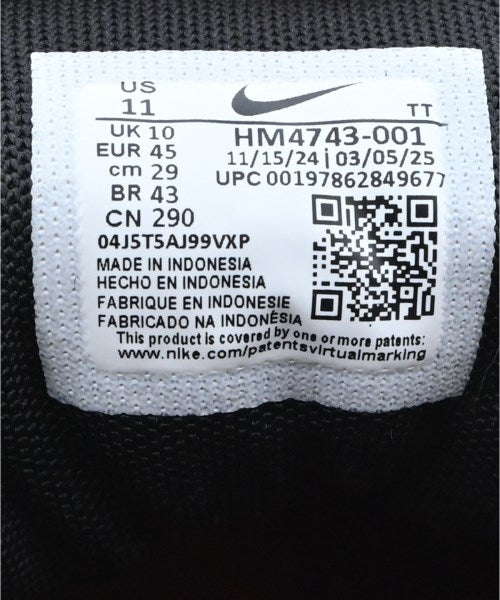 US
11
TT
UK 10
HM4743-001
EUR 45
11/15/24 | 03/05/25
cm 29
UPC 00197862849677
BR 43
CN 290
04J5T5AJ99VXP
MADE IN INDONESIA
HECHO EN INDONESIA
FABRIQUE EN INDONESIE
FABRICADO NA INDONÉSIA
This product is covered by one or more patents:
www.nike.com/patentsvirtualmarking